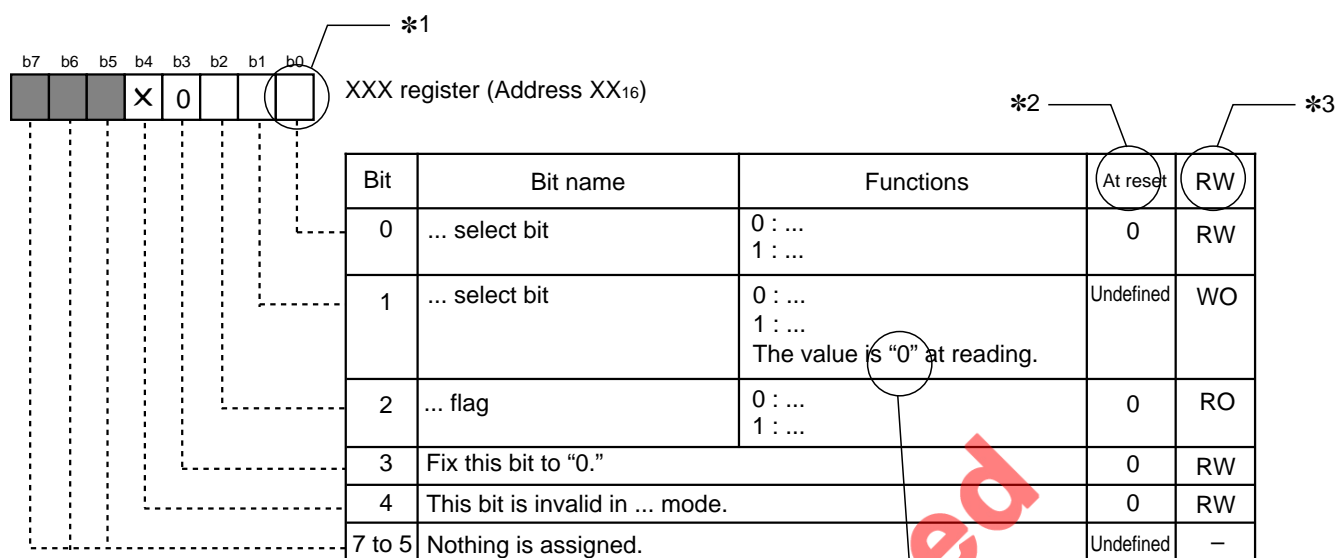 ✽1
b7 b6 b5 b4 b3 b2 b1 b0
X 0
XXX register (Address XX16)
✽2
✽3
Bit Bit name Functions At reset RW
0 ... select bit 0 : ... 0 RW
1 : ...
1 ... select bit 0 : ... Undefined WO
1 : ...
The value is “0” at reading.
2 ... flag 0 : ... 0 RO
1 : ...
3 Fix this bit to “0.” 0 RW
4 This bit is invalid in ... mode. 0 RW
7 to 5 Nothing is assigned. Undefined –